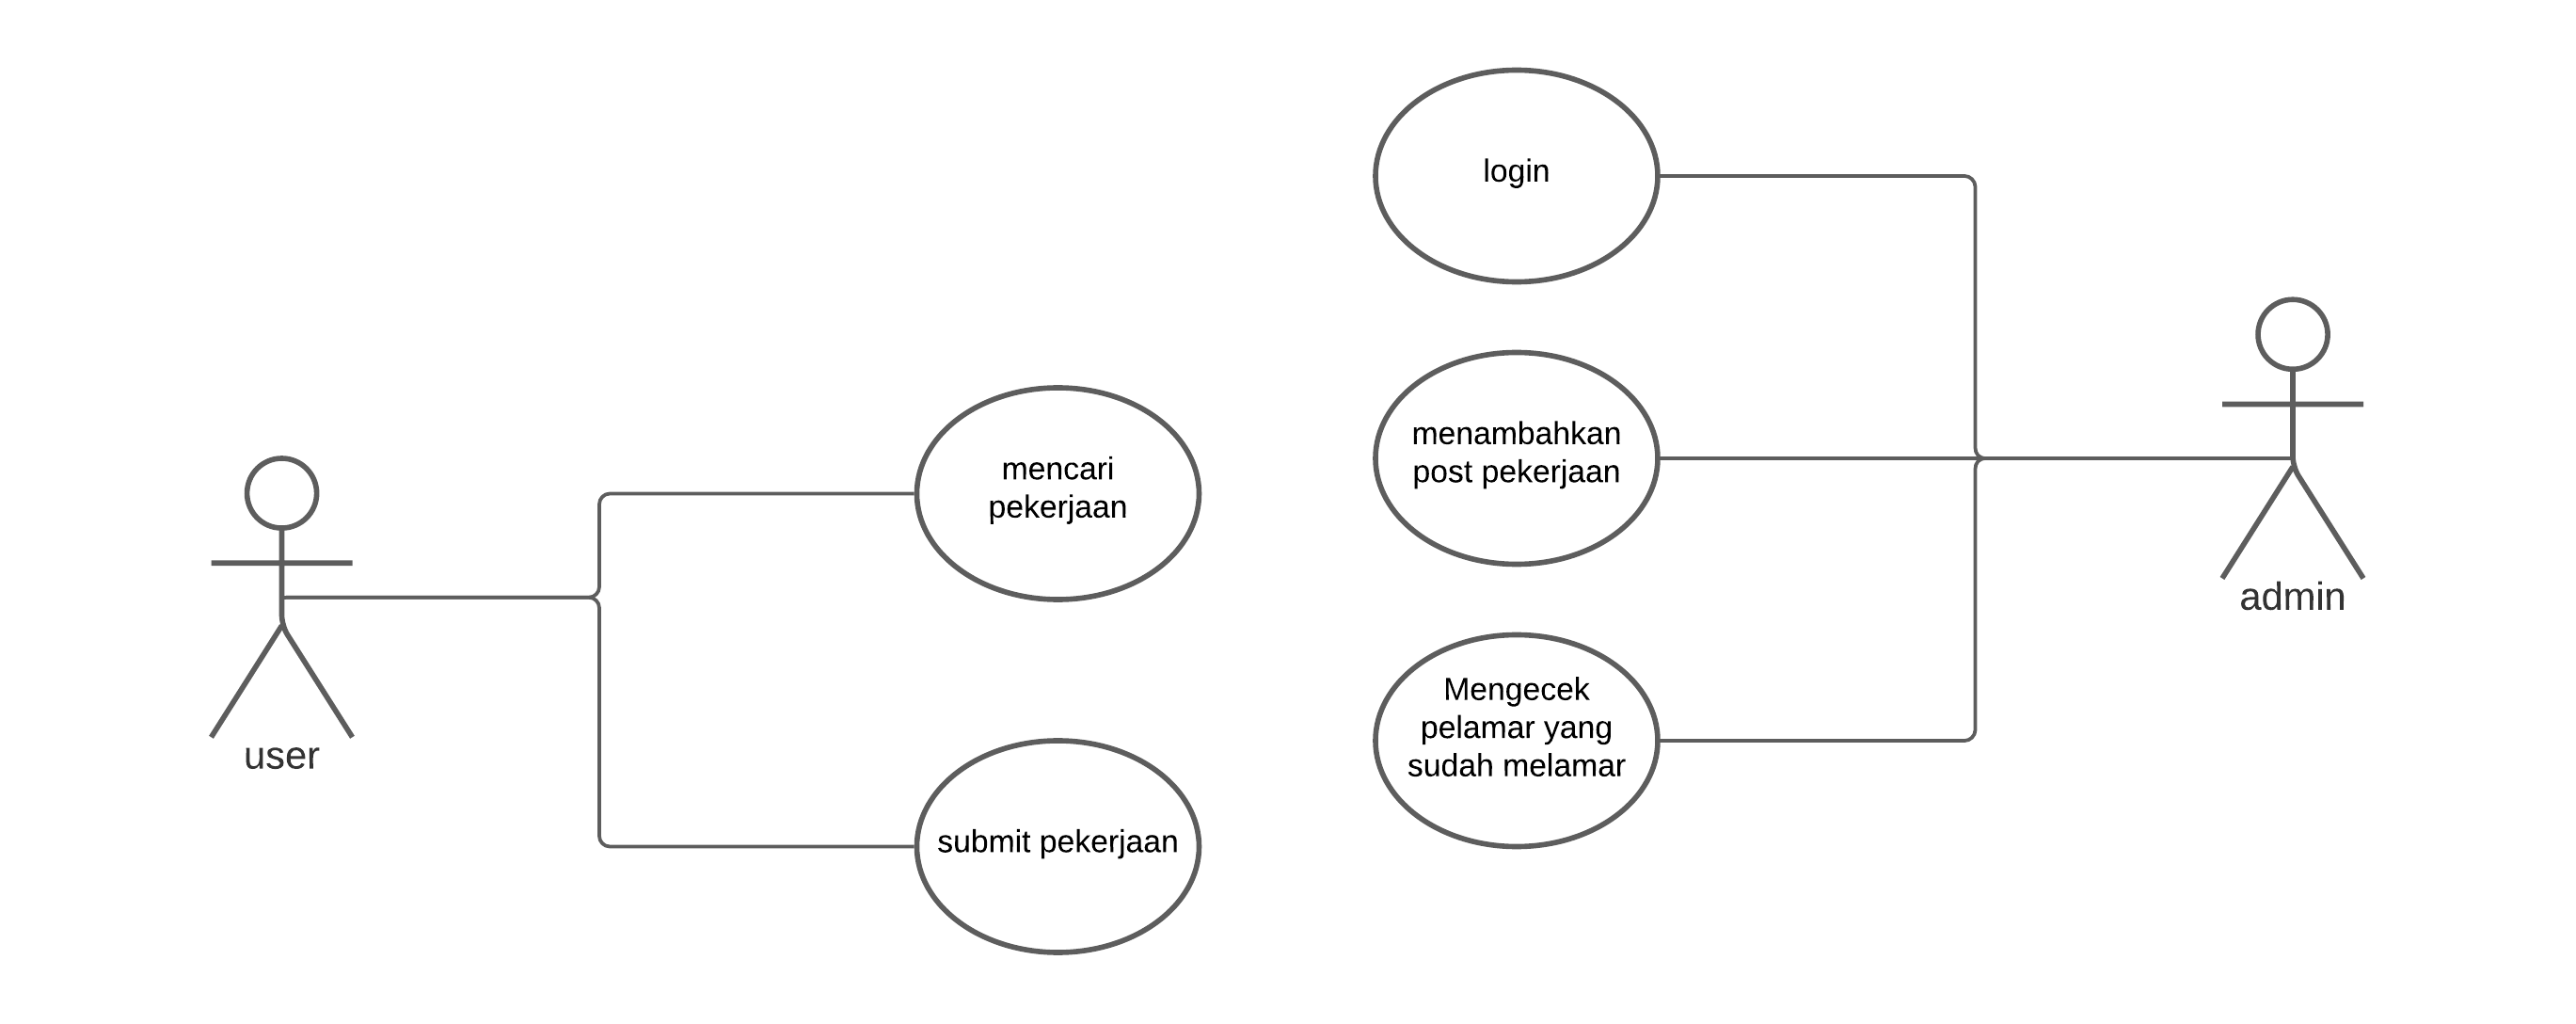 login
menambahkan
post pekerjaan
mencari
pekerjaan
admin
Mengecek
pelamar yang
sudah melamar
user
submit pekerjaan